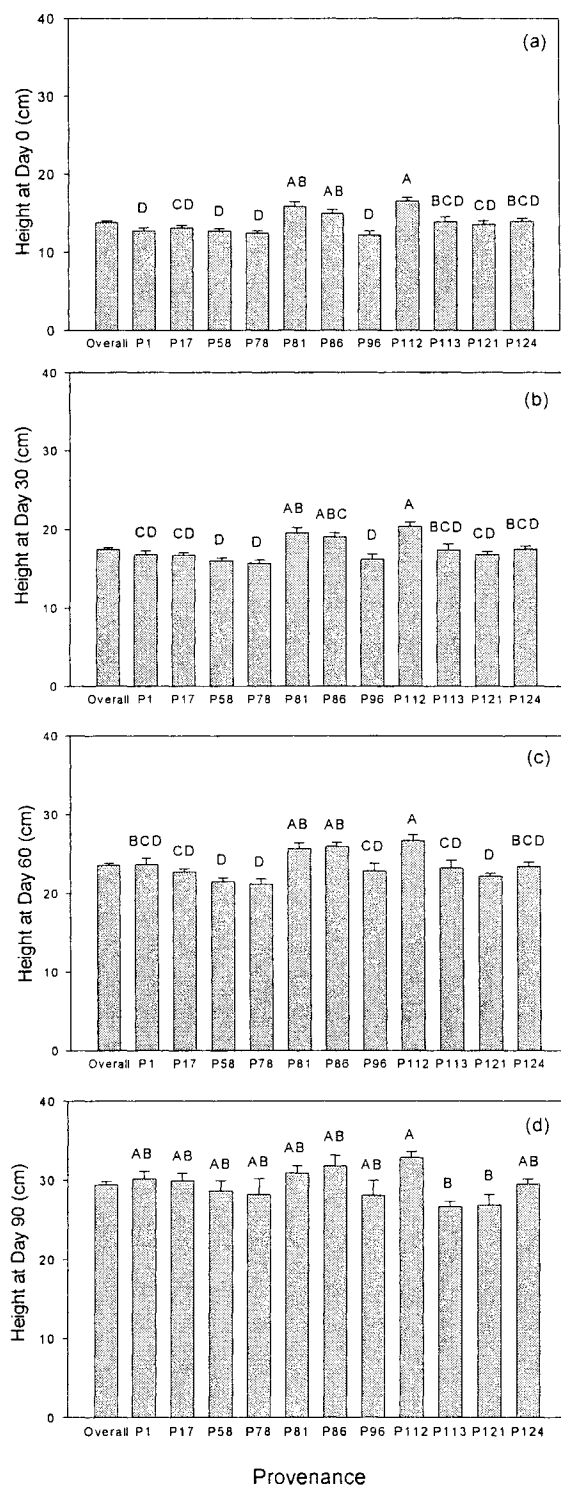 (a)
Height at Day 0 (cm)
40
30
20
10
0
D CD D D AB AB D A BCD CD BCD
Overall P1 P17 P58 P78 P81 P86 P96 P112 P113 P121 P124
(b)
Height at Day 30 (cm)
40
30
20
10
0
CD CD D D AB ABC D A BCD CD BCD
Overall P1 P17 P58 P78 P81 P86 P96 P112 P113 P121 P124
(c)
Height at Day 60 (cm)
40
30
20
10
0
BCD CD D D AB AB CD A CD D BCD
Overall P1 P17 P58 P78 P81 P86 P96 P112 P113 P121 P124
(d)
Height at Day 90 (cm)
40
30
20
10
0
AB AB AB AB AB AB AB A B B AB
Overall P1 P17 P58 P78 P81 P86 P96 P112 P113 P121 P124
Provenance